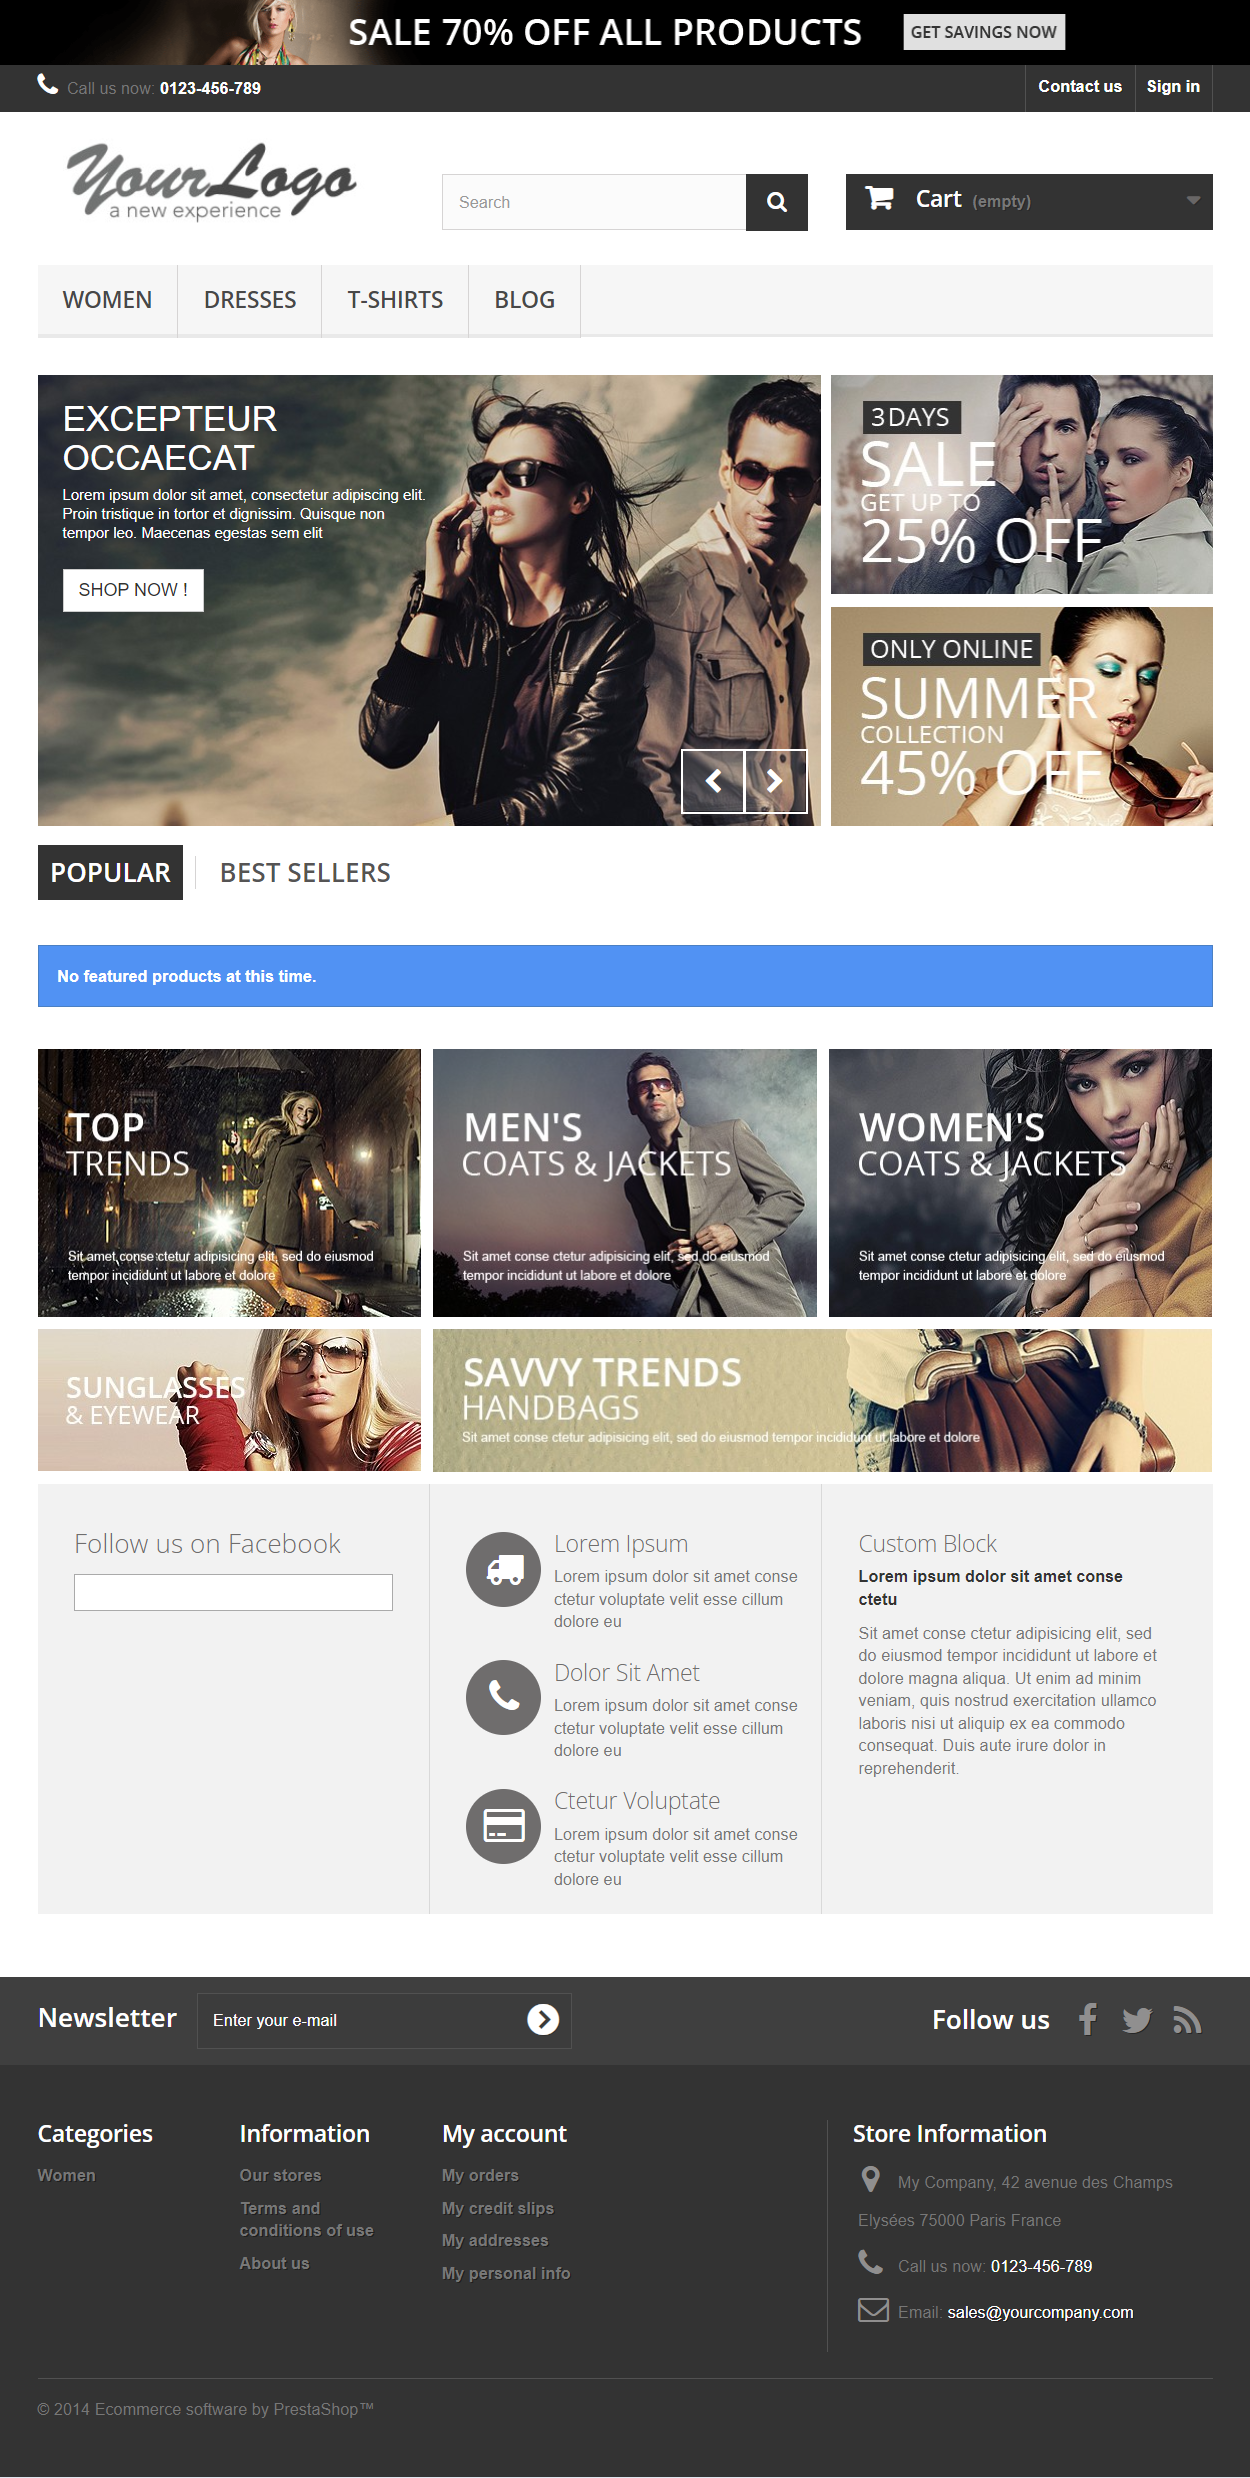 SALE 70% OFF ALL PRODUCTS
GET SAVINGS NOW
Call us now: 0123-456-789
Contact us
Sign in
YourLogo
a new experience
Search
Cart (empty)
WOMEN
DRESSES
T-SHIRTS
BLOG
EXCEPTEUR
OCCAECAT
Lorem ipsum dolor sit amet, consectetur adipiscing elit.
Proin tristique in tortor et dignissim. Quisque non
tempor leo. Maecenas egestas sem elit
SHOP NOW !
3 DAYS
SALE
GET UP TO
25% OFF
ONLY ONLINE
SUMMER
COLLECTION
45% OFF
POPULAR
BEST SELLERS
No featured products at this time.
TOP
TRENDS
Sit amet conse ctetur adipisicing elit, sed do eiusmod
tempor incididunt ut labore et dolore
MEN'S
COATS & JACKETS
Sit amet conse ctetur adipisicing elit, sed do eiusmod
tempor incididunt ut labore et dolore
WOMEN'S
COATS & JACKETS
Sit amet conse ctetur adipisicing elit, sed do eiusmod
tempor incididunt ut labore et dolore
SUNGLASSES
& EYEWEAR
SAVVY TRENDS
HANDBAGS
Sit amet conse ctetur adipisicing elit, sed do eiusmod tempor incididunt ut labore et dolore
Follow us on Facebook
Lorem Ipsum
Lorem ipsum dolor sit amet conse
ctetur voluptate velit esse cillum
dolore eu
Dolor Sit Amet
Lorem ipsum dolor sit amet conse
ctetur voluptate velit esse cillum
dolore eu
Ctetur Voluptate
Lorem ipsum dolor sit amet conse
ctetur voluptate velit esse cillum
dolore eu
Custom Block
Lorem ipsum dolor sit amet conse
ctetu
Sit amet conse ctetur adipisicing elit, sed
do eiusmod tempor incididunt ut labore et
dolore magna aliqua. Ut enim ad minim
veniam, quis nostrud exercitation ullamco
laboris nisi ut aliquip ex ea commodo
consequat. Duis aute irure dolor in
reprehenderit.
Newsletter
Enter your e-mail
Follow us
Categories
Women
Information
Our stores
Terms and
conditions of use
About us
My account
My orders
My credit slips
My addresses
My personal info
Store Information
My Company, 42 avenue des Champs
Elysées 75000 Paris France
Call us now: 0123-456-789
Email: sales@yourcompany.com
© 2014 Ecommerce software by PrestaShop™